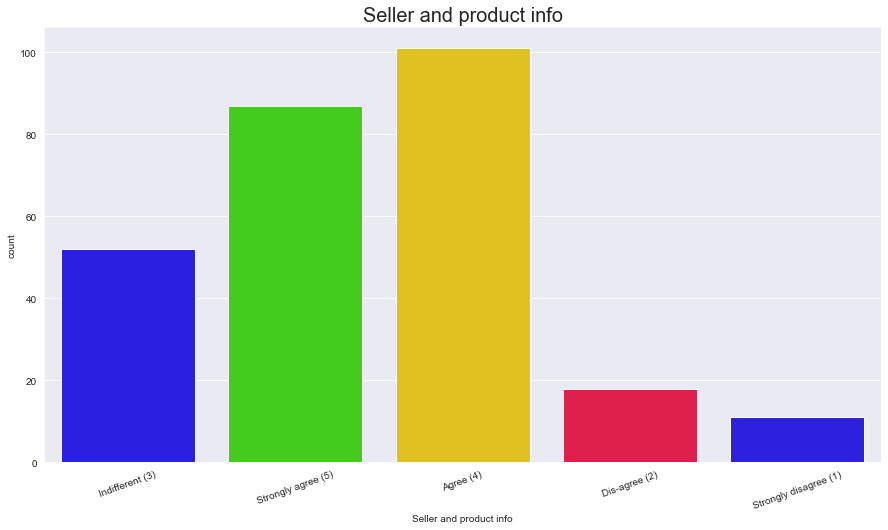 Seller and product info
count
100
80
60
40
20
0
Indifferent (3)
Strongly agree (5)
Agree (4)
Dis-agree (2)
Strongly disagree (1)
Seller and product info